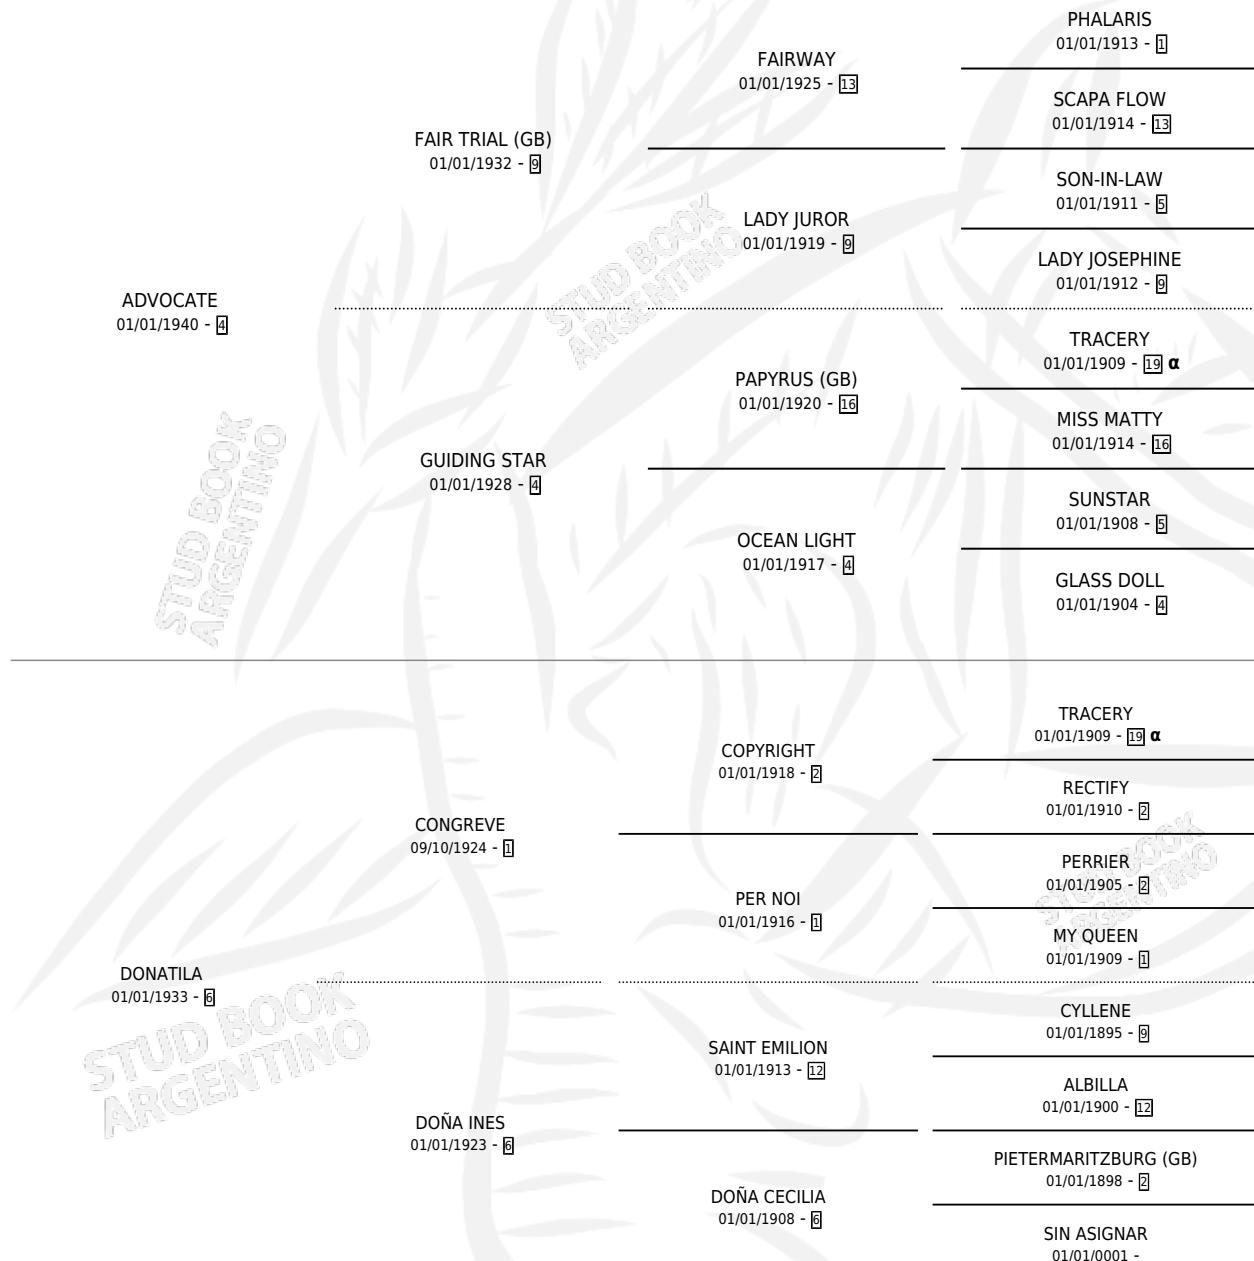 PHALARIS
01/01/1913 - 1
FAIRWAY
01/01/1925 - 13
SCAPA FLOW
01/01/1914 - 13
FAIR TRIAL (GB)
01/01/1932 - 9
SON-IN-LAW
01/01/1911 - 5
LADY JUROR
01/01/1919 - 9
LADY JOSEPHINE
01/01/1912 - 9
ADVOCATE
01/01/1940 - 4
TRACERY
01/01/1909 - 19 α
PAPYRUS (GB)
01/01/1920 - 16
MISS MATTY
01/01/1914 - 16
GUIDING STAR
01/01/1928 - 4
SUNSTAR
01/01/1908 - 5
OCEAN LIGHT
01/01/1917 - 4
GLASS DOLL
01/01/1904 - 4
TRACERY
01/01/1909 - 19 α
COPYRIGHT
01/01/1918 - 2
RECTIFY
01/01/1910 - 2
CONGREVE
09/10/1924 - 1
PERRIER
01/01/1905 - 2
PER NOI
01/01/1916 - 1
MY QUEEN
01/01/1909 - 1
DONATILA
01/01/1933 - 6
CYLLENE
01/01/1895 - 9
SAINT EMILION
01/01/1913 - 12
ALBILLA
01/01/1900 - 12
DOÑA INES
01/01/1923 - 6
PIETERMARITZBURG (GB)
01/01/1898 - 2
DOÑA CECILIA
01/01/1908 - 6
SIN ASIGNAR
01/01/0001 -
STUD BOOK
ARGENTINO
STUD BOOK
ARGENTINO
STUD BOOK
ARGENTINO
STUD BOOK
ARGENTINO